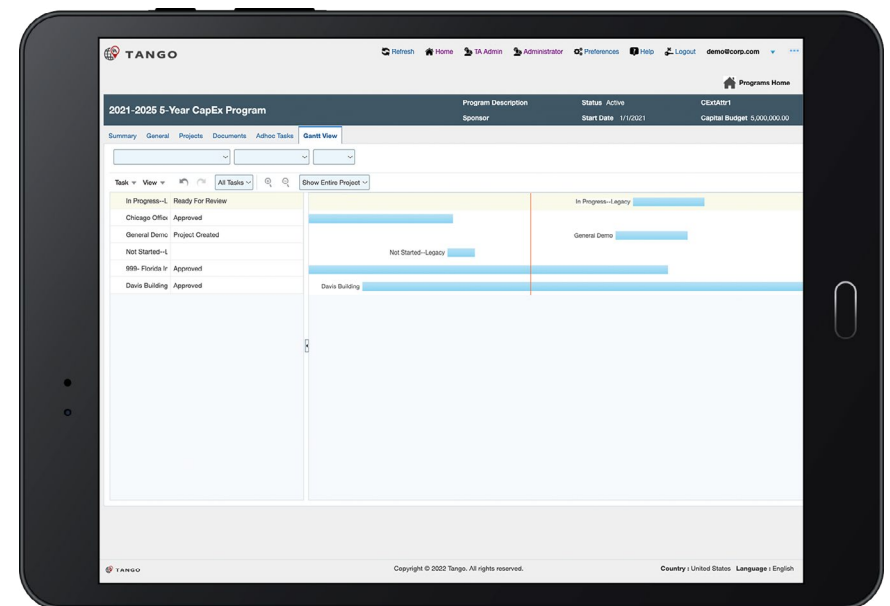 TANGO
Refresh Home TA Admin Administrator Preferences Help Logout demo@corp.com
Programs Home
2021-2025 5-Year CapEx Program
Program Description Status Active CExtAttr1
Sponsor Start Date 1/1/2021 Capital Budget 5,000,000.00
Summary General Projects Documents Adhoc Tasks Gantt View
Task View All Tasks Show Entire Project
In Progress--L Ready For Review In Progress--Legacy
Chicago Office Approved
General Demo Project Created General Demo
Not Started--L Not Started--Legacy
999- Florida Ir Approved
Davis Building Approved Davis Building
TANGO Copyright © 2022 Tango. All rights reserved. Country : United States Language : English